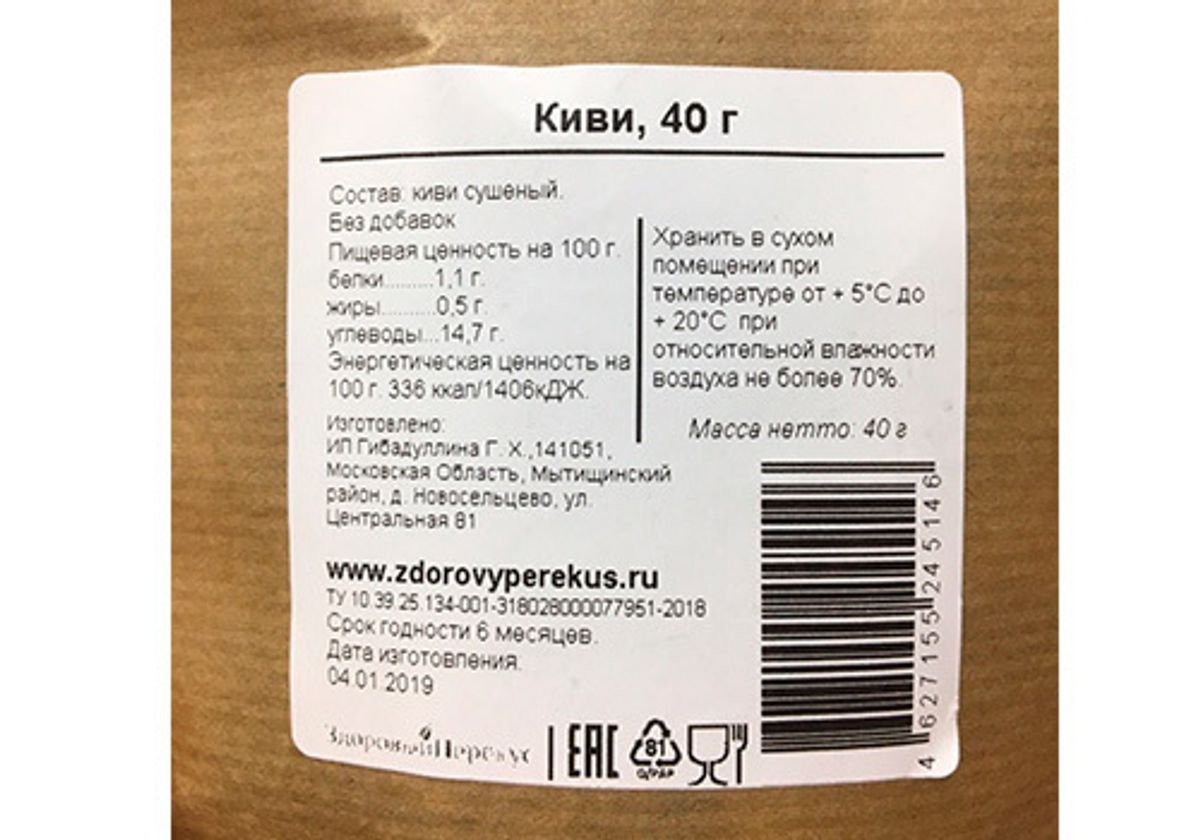 Киви, 40 г
Состав: киви сушеный.
Без добавок
Пищевая ценность на 100 г.
белки.........1,1 г.
жиры..........0,5 г.
углеводы...14,7 г.
Энергетическая ценность на
100 г. 336 ккал/1406кДЖ.
Хранить в сухом
помещении при
температуре от + 5°С до
+ 20°С при
относительной влажности
воздуха не более 70%.
Масса нетто: 40 г
Изготовлено:
ИП Гибадуллина Г. Х.,141051,
Московская Область, Мытищинский
район, д. Новосельцево, ул.
Центральная 81
www.zdorovyperekus.ru
ТУ 10.39.25.134-001-318028000077951-2018
Срок годности 6 месяцев.
Дата изготовления:
04.01.2019
ЗдоровыйПерекус
EAC
81
C/PAP
4 627155 245146